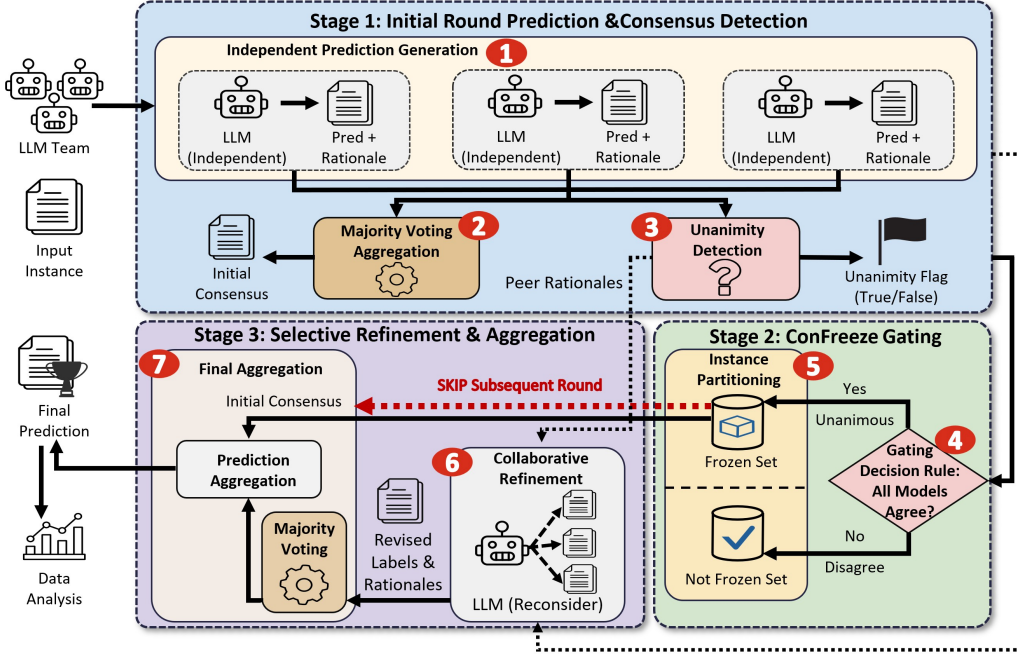 Stage 1: Initial Round Prediction &Consensus Detection
Independent Prediction Generation
1
LLM
(Independent)
Pred +
Rationale
LLM
(Independent)
Pred +
Rationale
LLM
(Independent)
Pred +
Rationale
LLM Team
Input
Instance
Majority Voting
Aggregation
2
3
Unanimity
Detection
Initial
Consensus
Peer Rationales
Unanimity Flag
(True/False)
Stage 3: Selective Refinement & Aggregation
7
Final Aggregation
Initial Consensus
SKIP Subsequent Round
Prediction
Aggregation
Majority
Voting
Revised
Labels &
Rationales
6
Collaborative
Refinement
LLM (Reconsider)
Final
Prediction
Data
Analysis
Stage 2: ConFreeze Gating
Instance
Partitioning
5
Yes
Unanimous
Frozen Set
4
Gating
Decision Rule:
All Models
Agree?
No
Disagree
Not Frozen Set